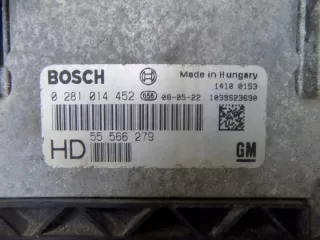 BOSCH
Made in Hungary
1410 0153
0 281 014 452 656 08-05-22 1039S23690
55 566 279
HD
GM